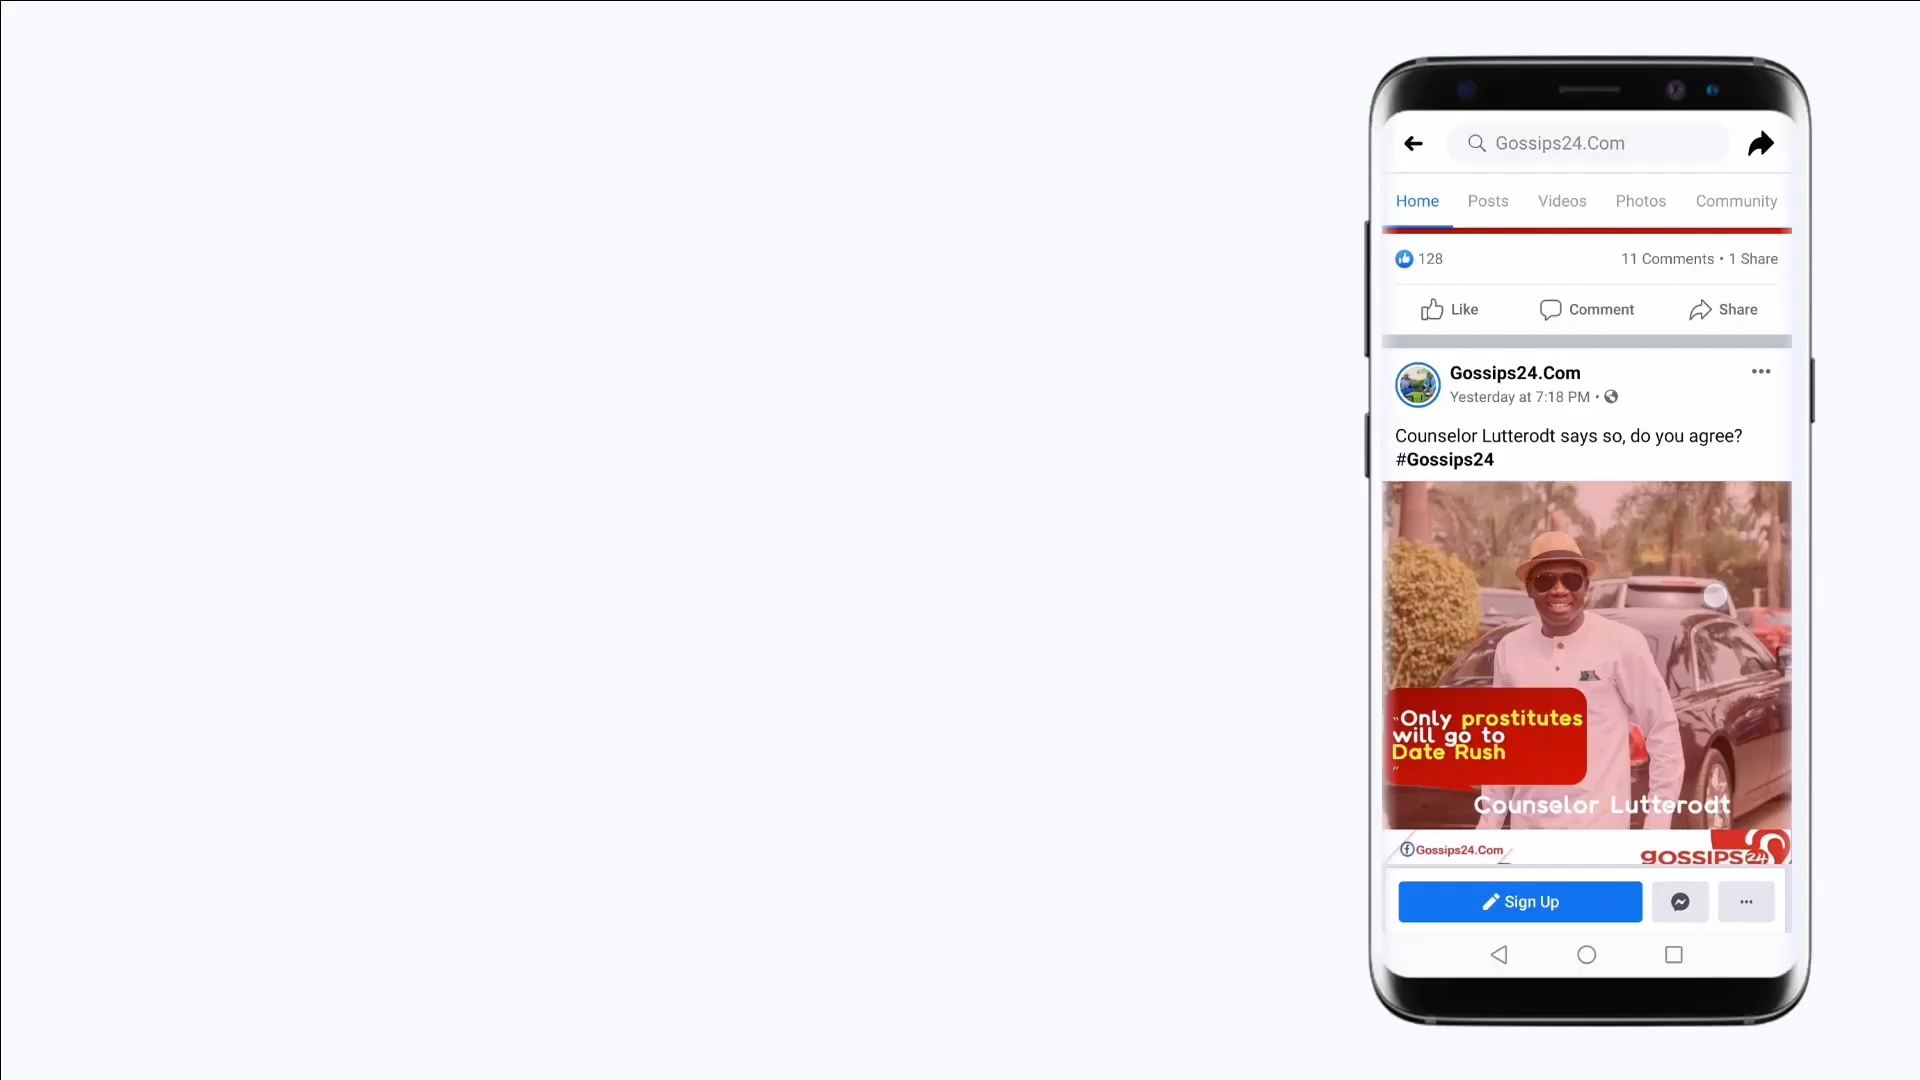 Gossips24.Com
Home Posts Videos Photos Community
128 11 Comments • 1 Share
Like Comment Share
Gossips24.Com
Yesterday at 7:18 PM •
Counselor Lutterodt says so, do you agree?
#Gossips24
"Only prostitutes
will go to
Date Rush
"
Counselor Lutterodt
Gossips24.Com
gossips24
Sign Up